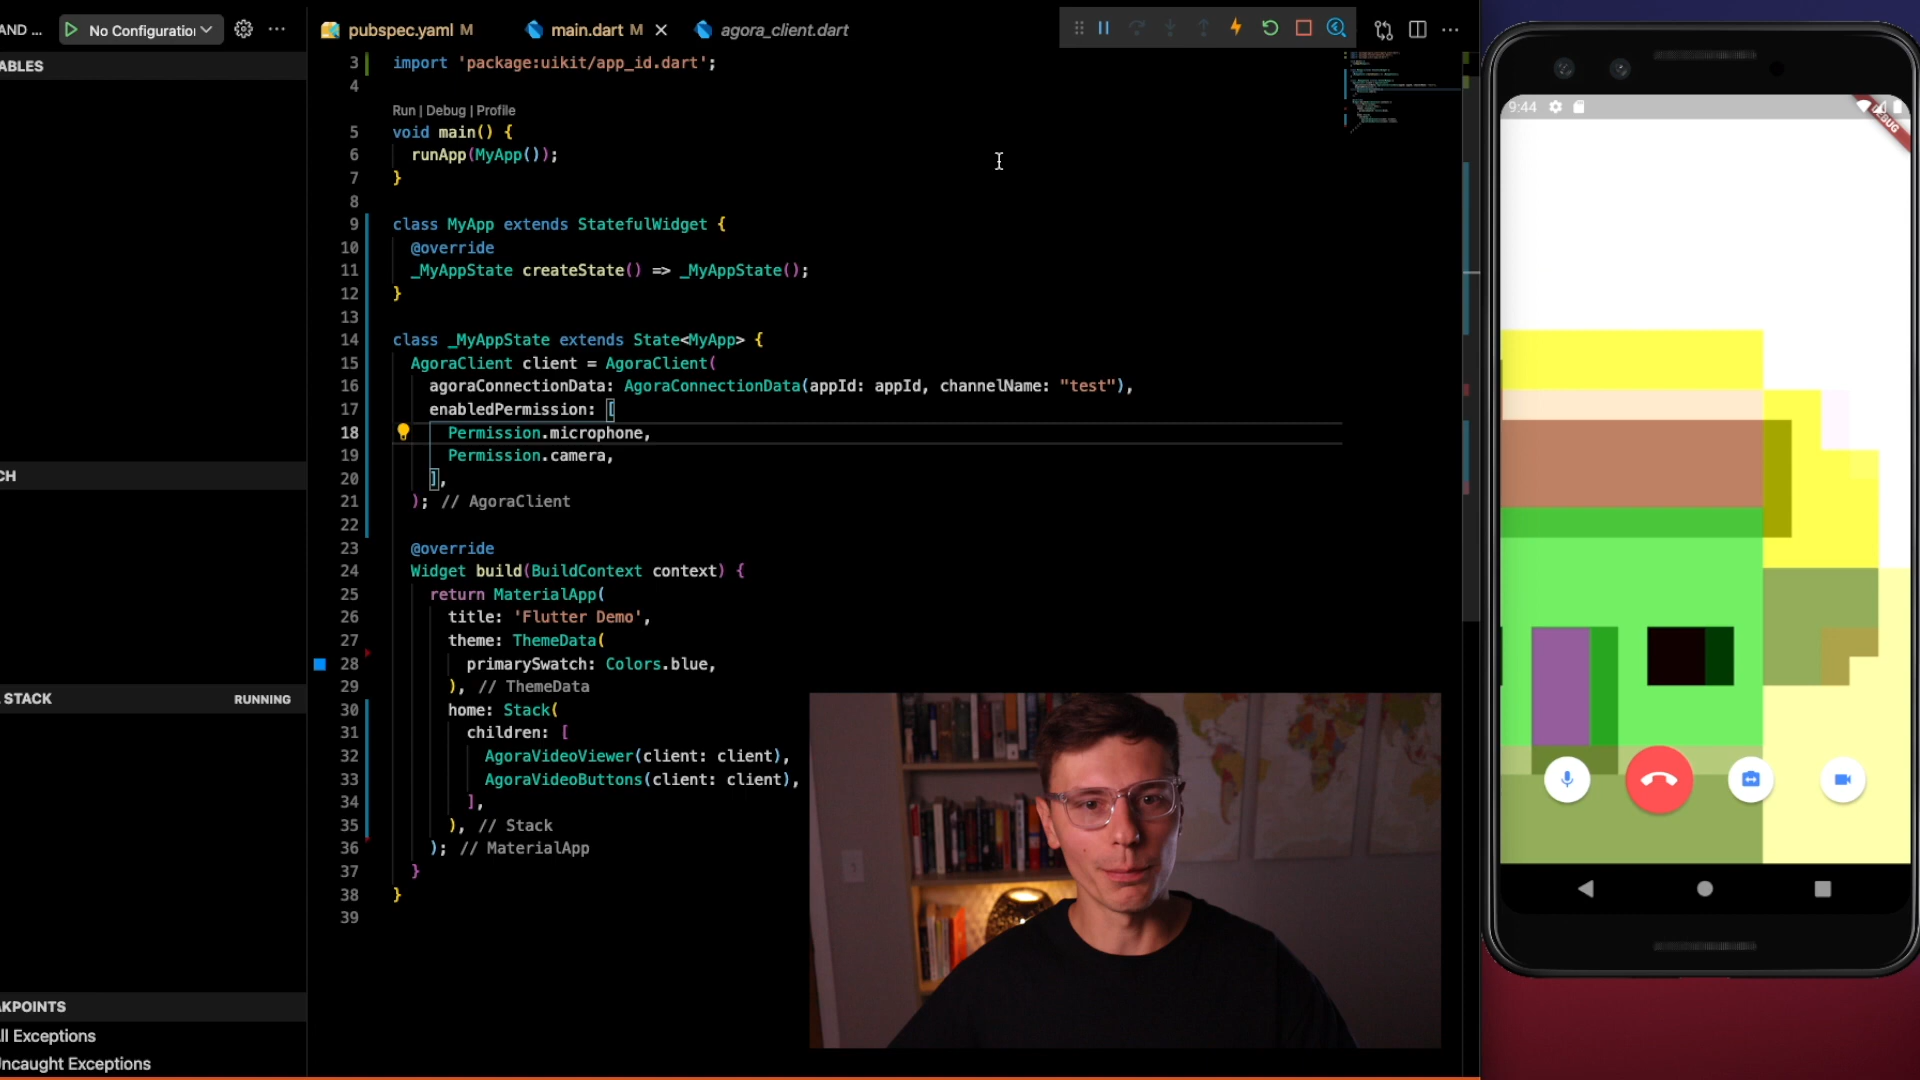 AND ...
No Configuration
pubspec.yaml M
main.dart M
agora_client.dart
ABLES
CH
STACK
RUNNING
AKPOINTS
ll Exceptions
ncaught Exceptions
3 import 'package:uikit/app_id.dart';
4
Run | Debug | Profile
5 void main() {
6 runApp(MyApp());
7 }
8
9 class MyApp extends StatefulWidget {
10 @override
11 _MyAppState createState() => _MyAppState();
12 }
13
14 class _MyAppState extends State<MyApp> {
15 AgoraClient client = AgoraClient(
16 agoraConnectionData: AgoraConnectionData(appId: appId, channelName: "test"),
17 enabledPermission: [
18 Permission.microphone,
19 Permission.camera,
20 ],
21 ); // AgoraClient
22
23 @override
24 Widget build(BuildContext context) {
25 return MaterialApp(
26 title: 'Flutter Demo',
27 theme: ThemeData(
28 primarySwatch: Colors.blue,
29 ), // ThemeData
30 home: Stack(
31 children: [
32 AgoraVideoViewer(client: client),
33 AgoraVideoButtons(client: client),
34 ],
35 ), // Stack
36 ); // MaterialApp
37 }
38 }
39
9:44
DEBUG